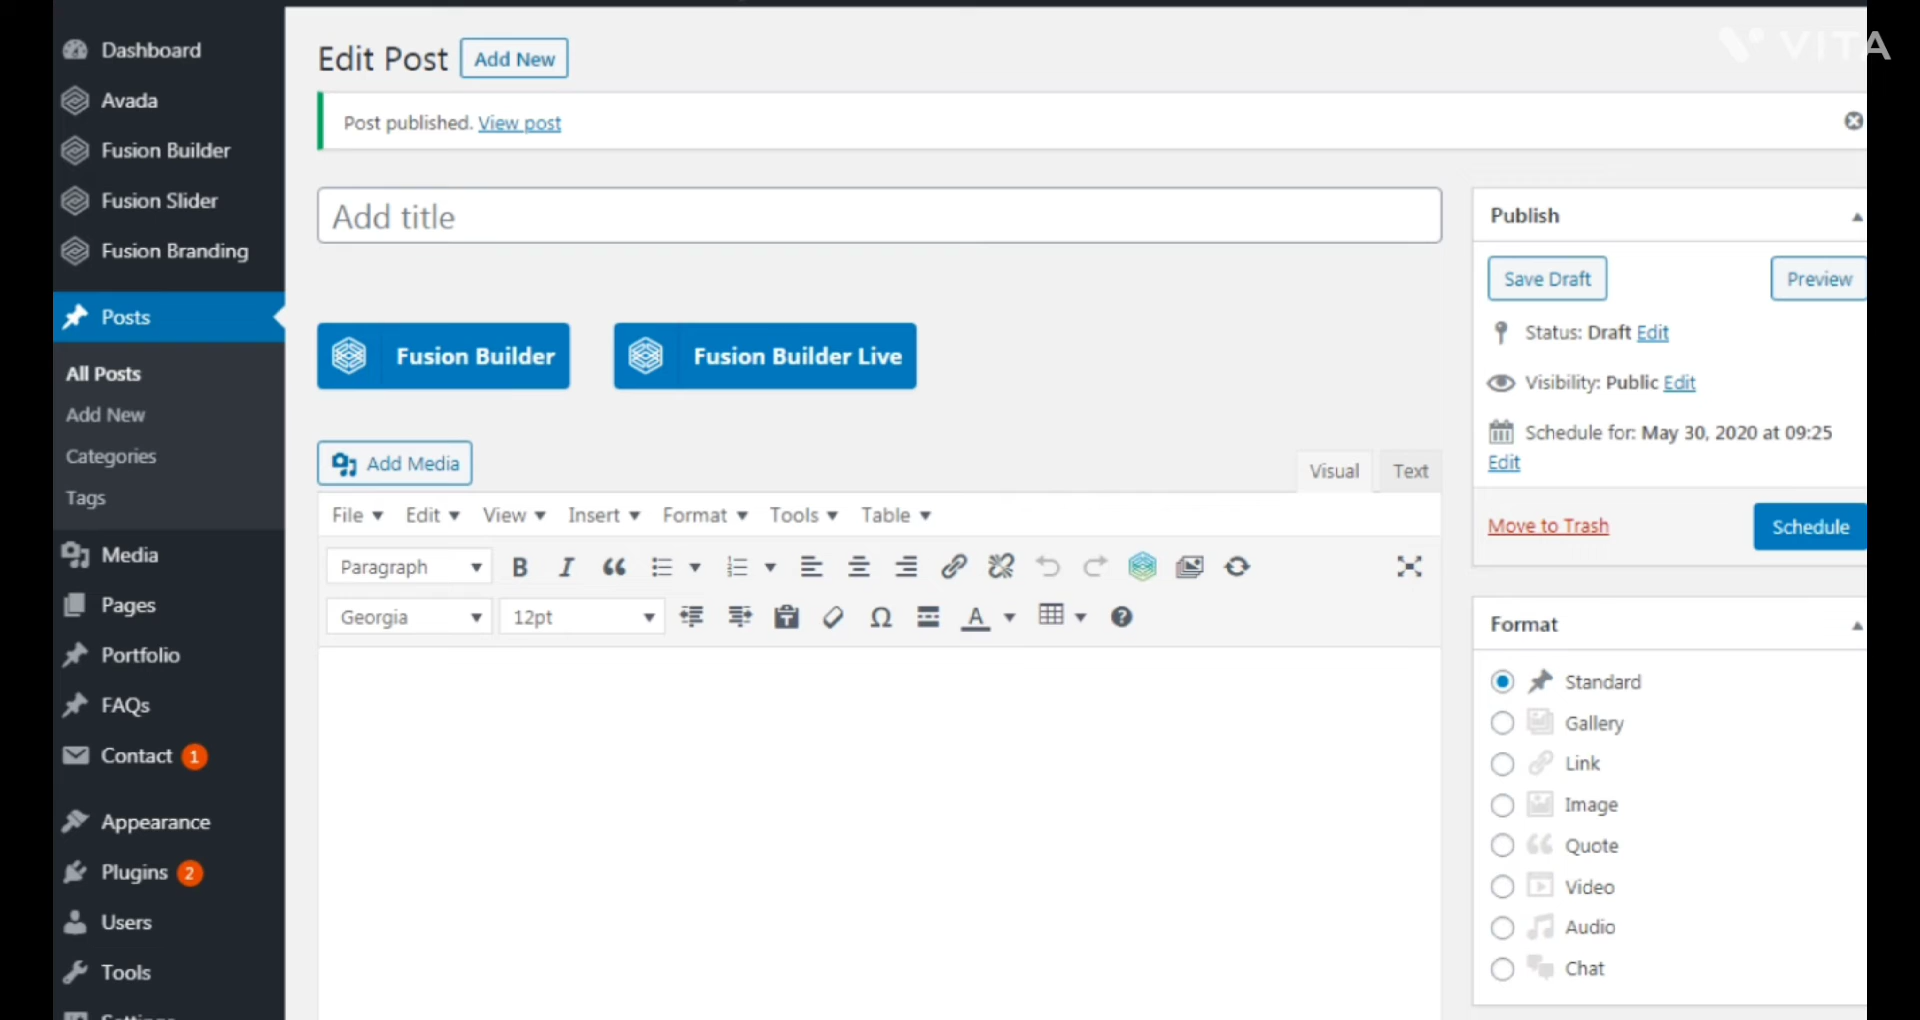 VITA
Dashboard
Avada
Fusion Builder
Fusion Slider
Fusion Branding
Posts
All Posts
Add New
Categories
Tags
Media
Pages
Portfolio
FAQs
Contact 1
Appearance
Plugins 2
Users
Tools
Edit Post Add New
Post published. View post
Add title
Fusion Builder Fusion Builder Live
Add Media
Visual Text
File Edit View Insert Format Tools Table
Paragraph
Georgia 12pt
Publish
Save Draft Preview
Status: Draft Edit
Visibility: Public Edit
Schedule for: May 30, 2020 at 09:25
Edit
Move to Trash Schedule
Format
Standard
Gallery
Link
Image
Quote
Video
Audio
Chat